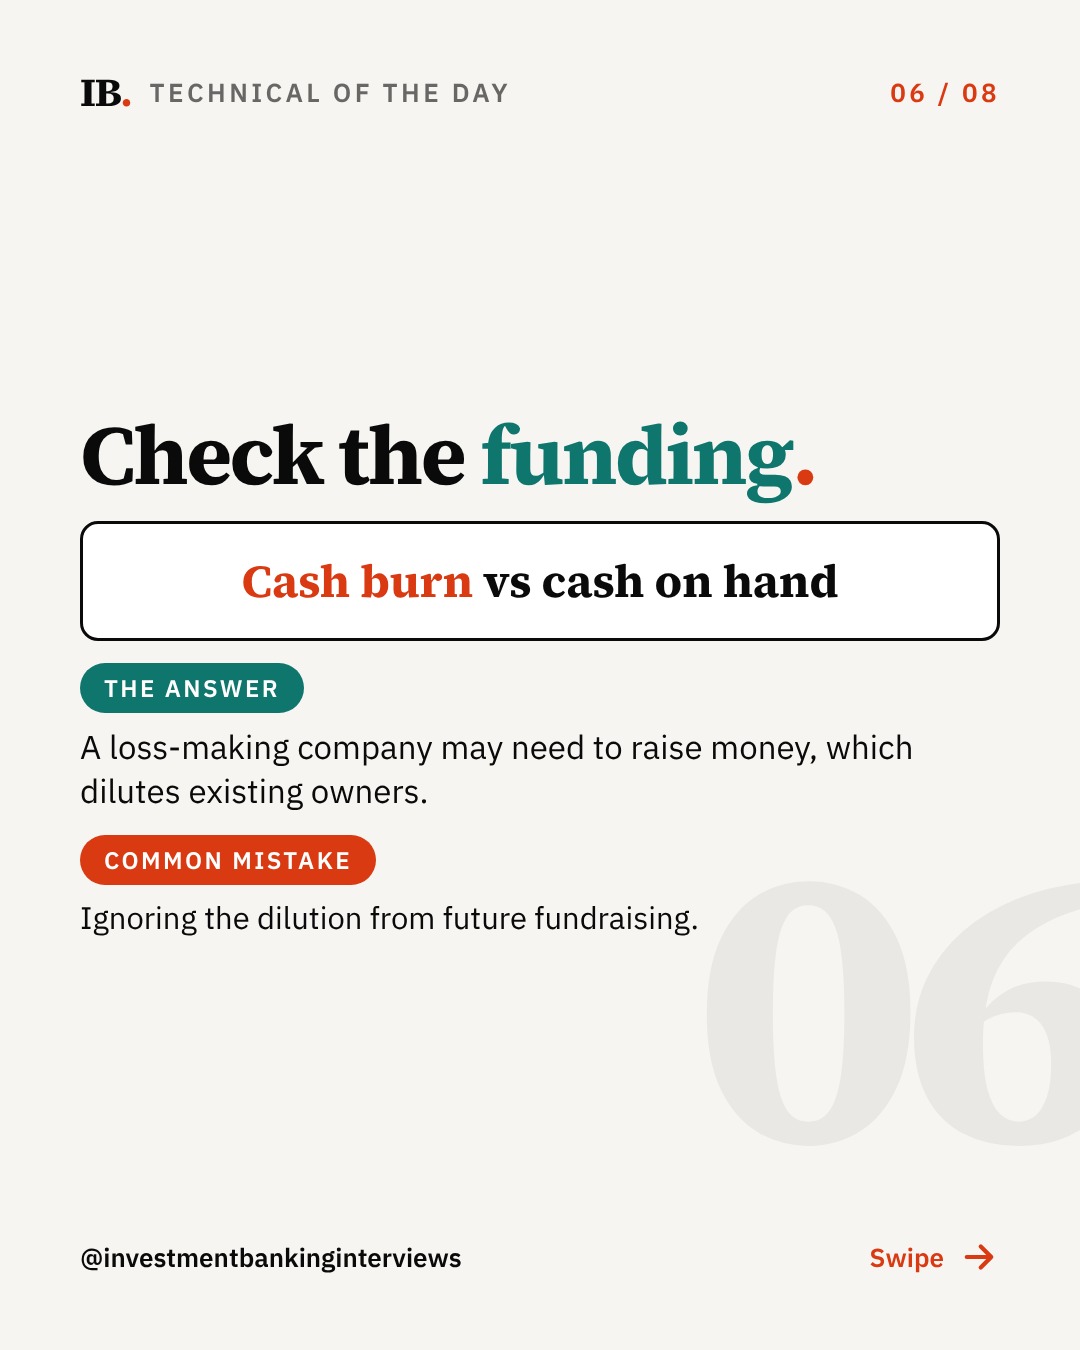 IB. TECHNICAL OF THE DAY
06 / 08
Check the funding.
Cash burn vs cash on hand
THE ANSWER
A loss-making company may need to raise money, which
dilutes existing owners.
COMMON MISTAKE
Ignoring the dilution from future fundraising.
06
@investmentbankinginterviews
Swipe →